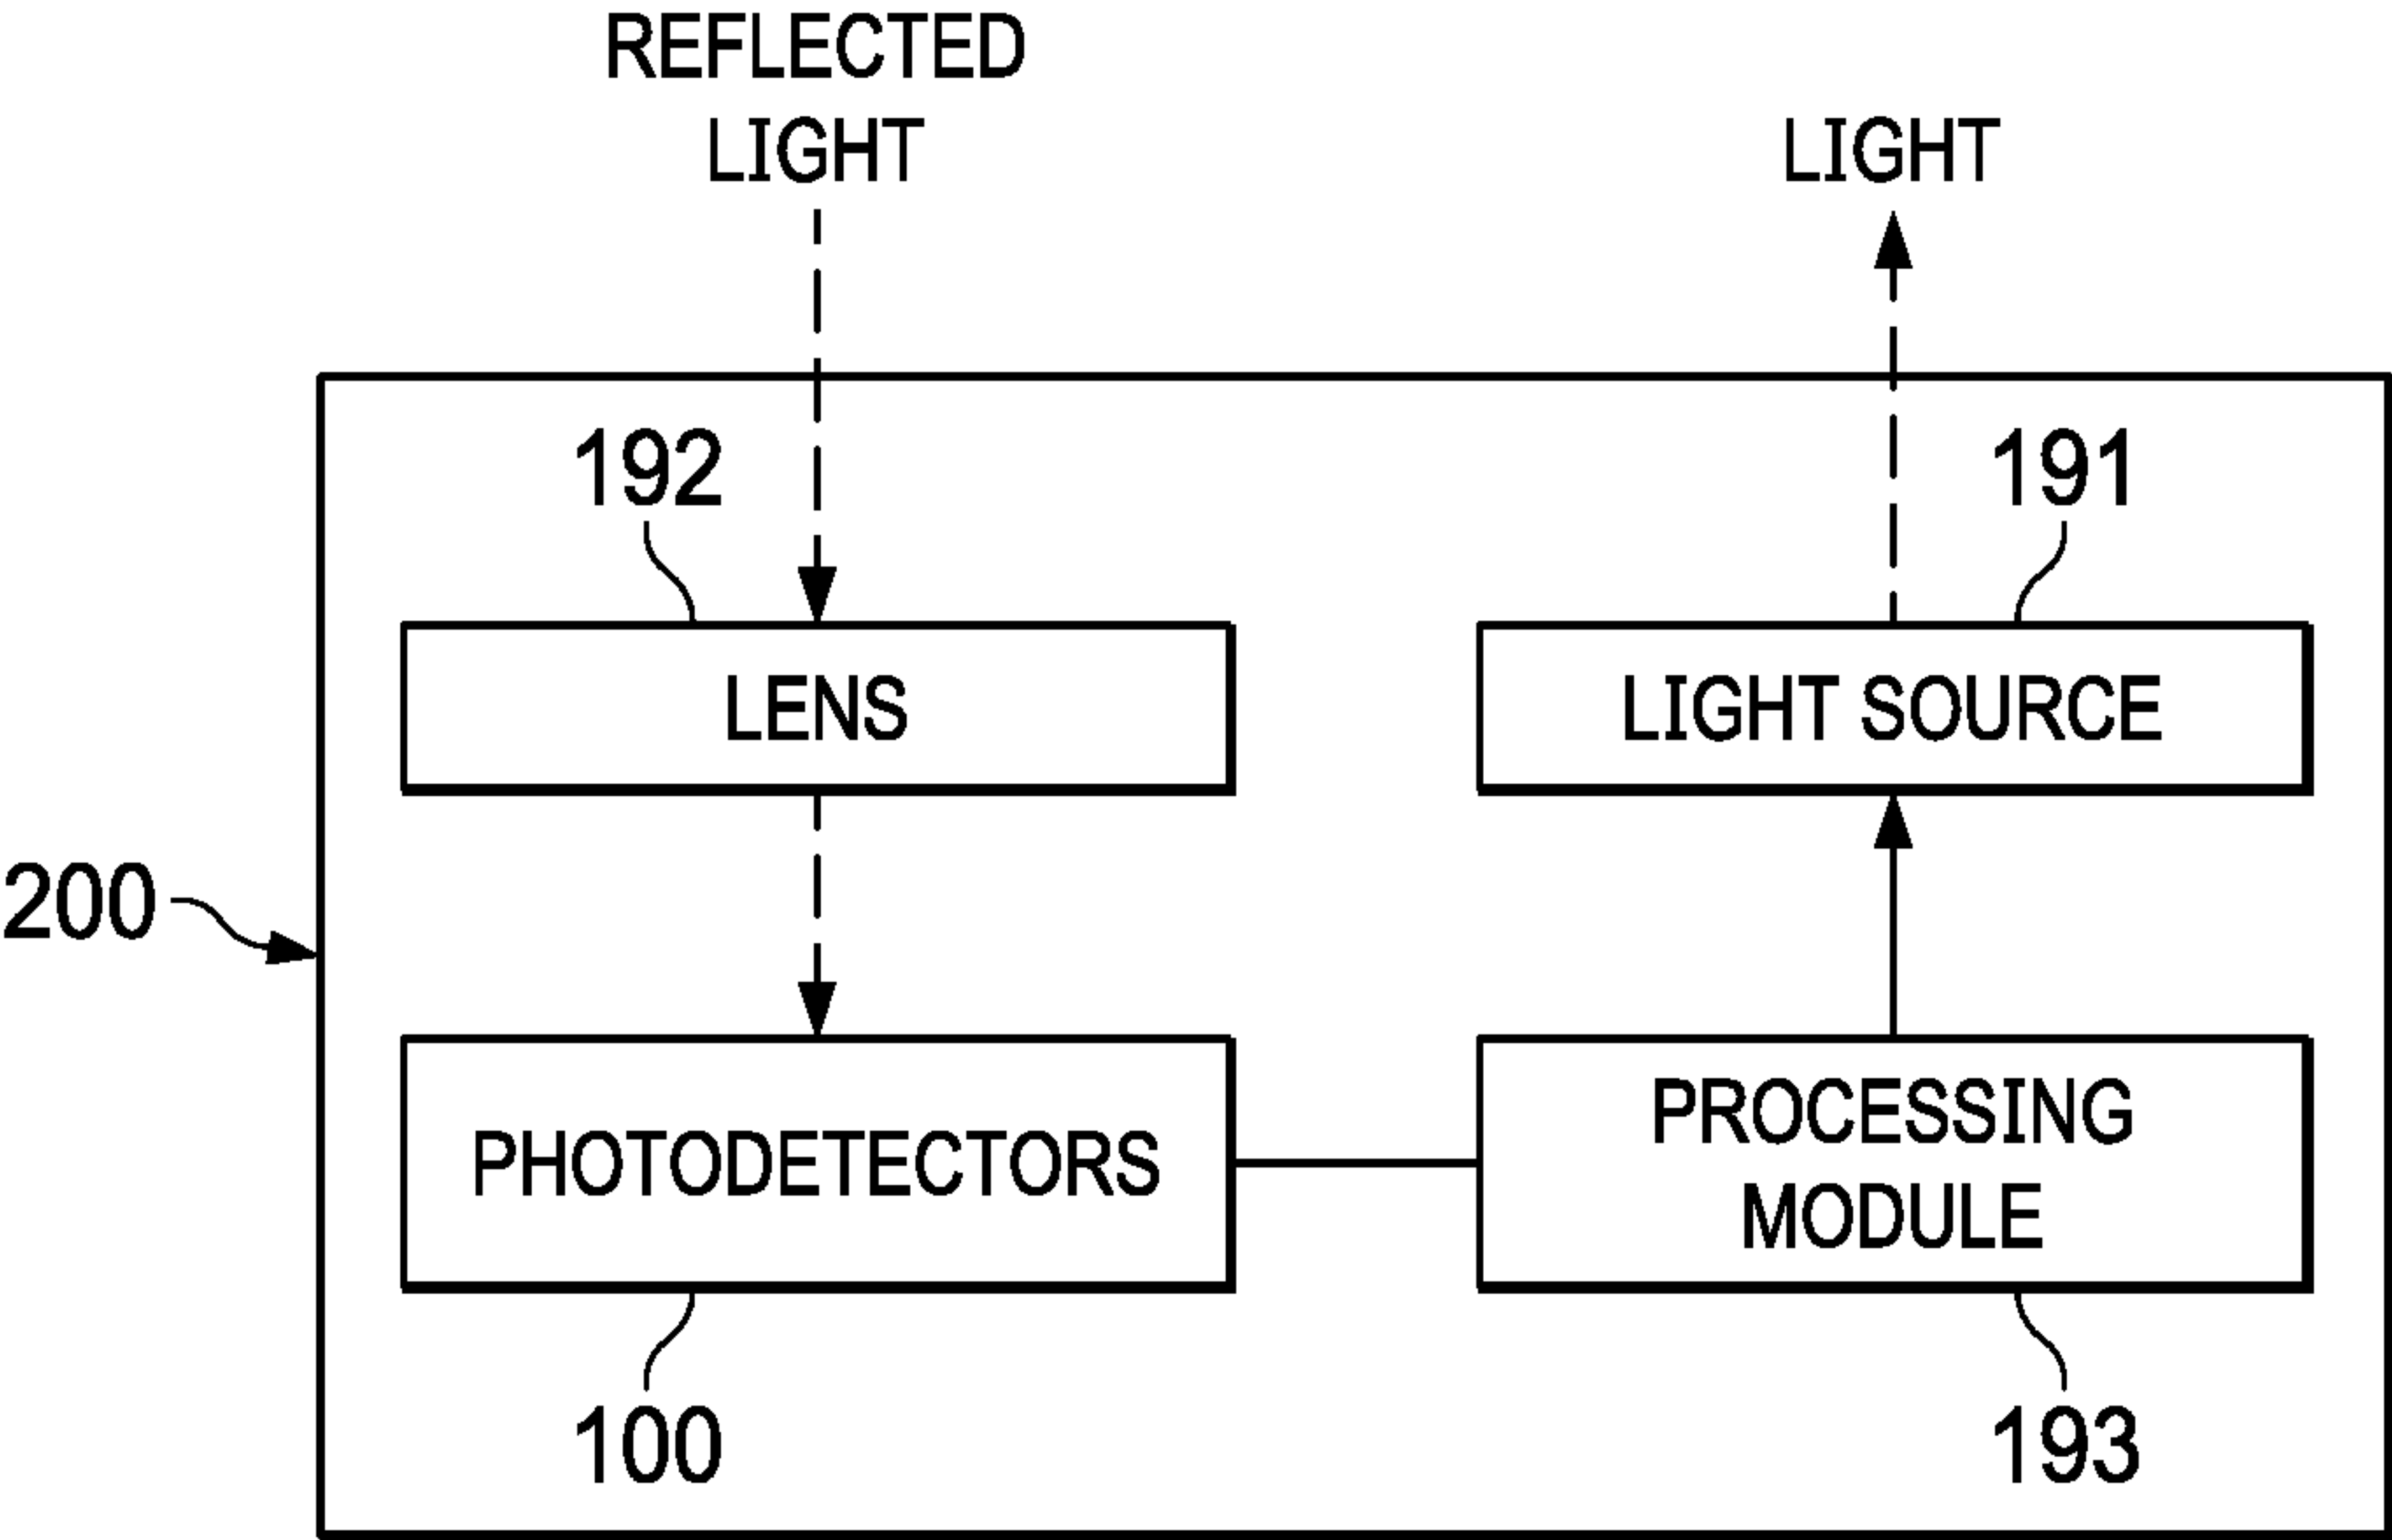 REFLECTED
LIGHT
LIGHT
192
191
LENS
LIGHT SOURCE
200
PHOTODETECTORS
PROCESSING
MODULE
100
193